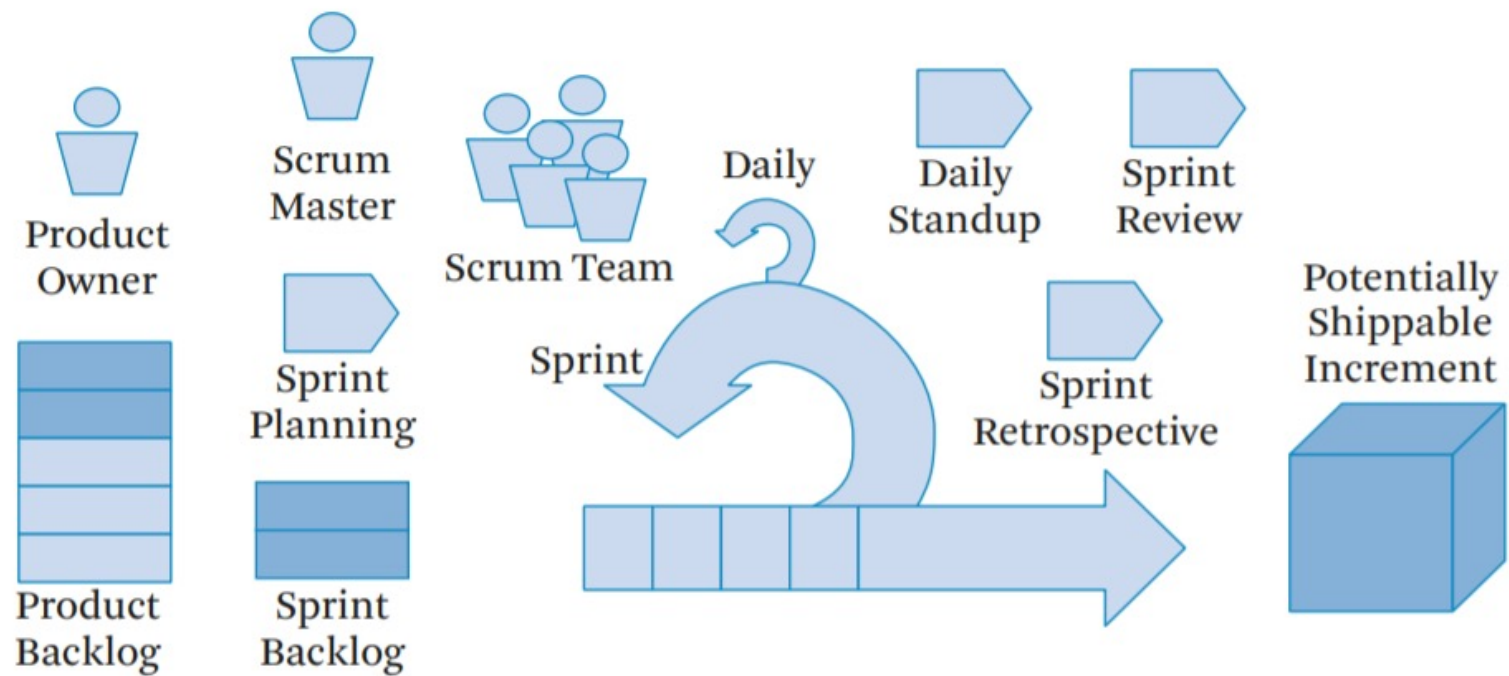 Product
Owner
Scrum
Master
Scrum Team
Daily
Daily
Standup
Sprint
Review
Sprint
Planning
Sprint
Sprint
Retrospective
Potentially
Shippable
Increment
Product
Backlog
Sprint
Backlog